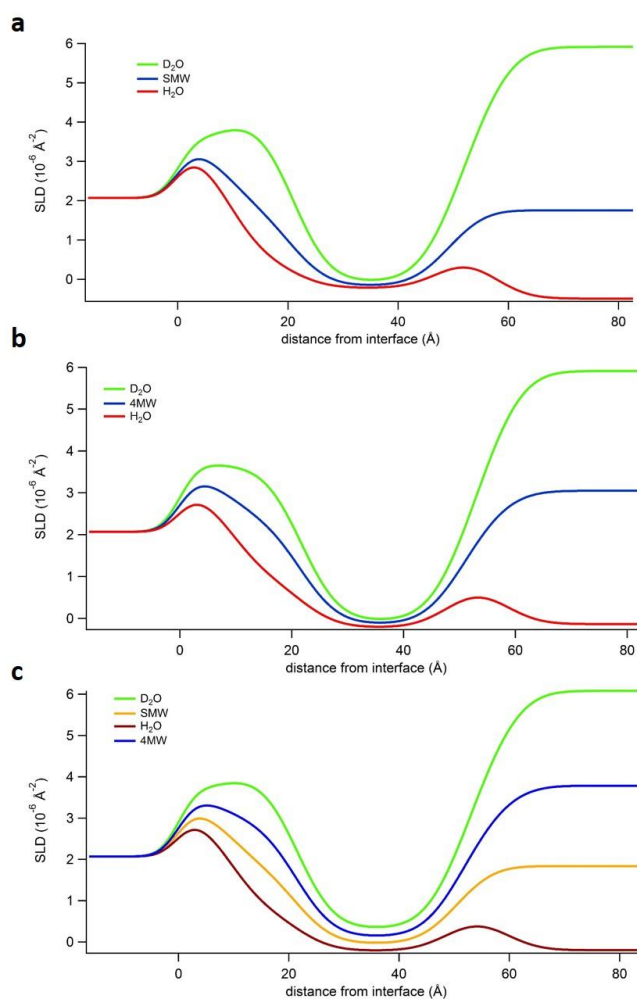 a
6
5
4
3
2
1
0
SLD (10⁻⁶ Å⁻²)
D₂O
SMW
H₂O
0 20 40 60 80
distance from interface (Å)
b
6
5
4
3
2
1
0
SLD (10⁻⁶ Å⁻²)
D₂O
4MW
H₂O
0 20 40 60 80
distance from interface (Å)
c
6
5
4
3
2
1
0
SLD (10⁻⁶ Å⁻²)
D₂O
SMW
H₂O
4MW
0 20 40 60 80
distance from interface (Å)